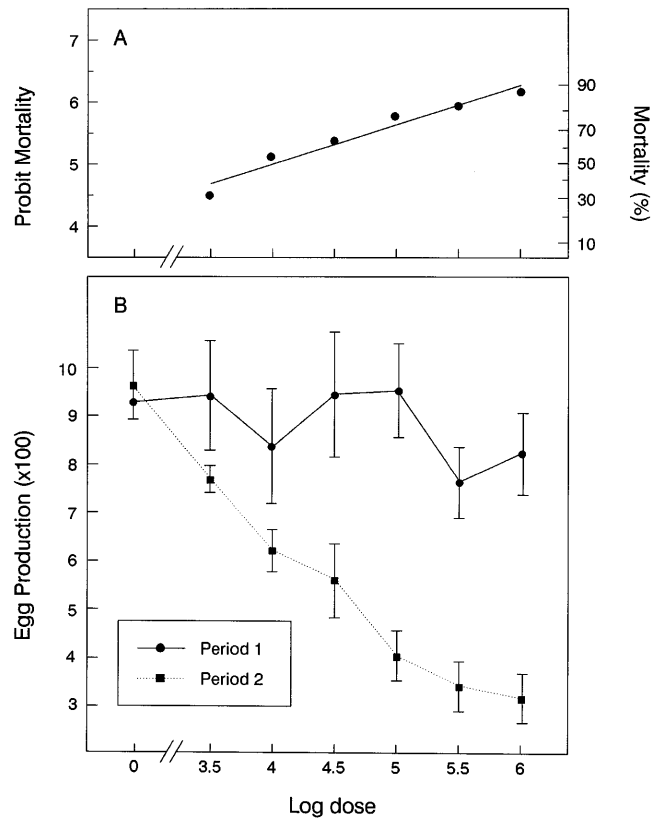 A
7
6
5
4
Probit Mortality
90
70
50
30
10
Mortality (%)
B
10
9
8
7
6
5
4
3
Egg Production (x100)
Period 1
Period 2
0 3.5 4 4.5 5 5.5 6
Log dose